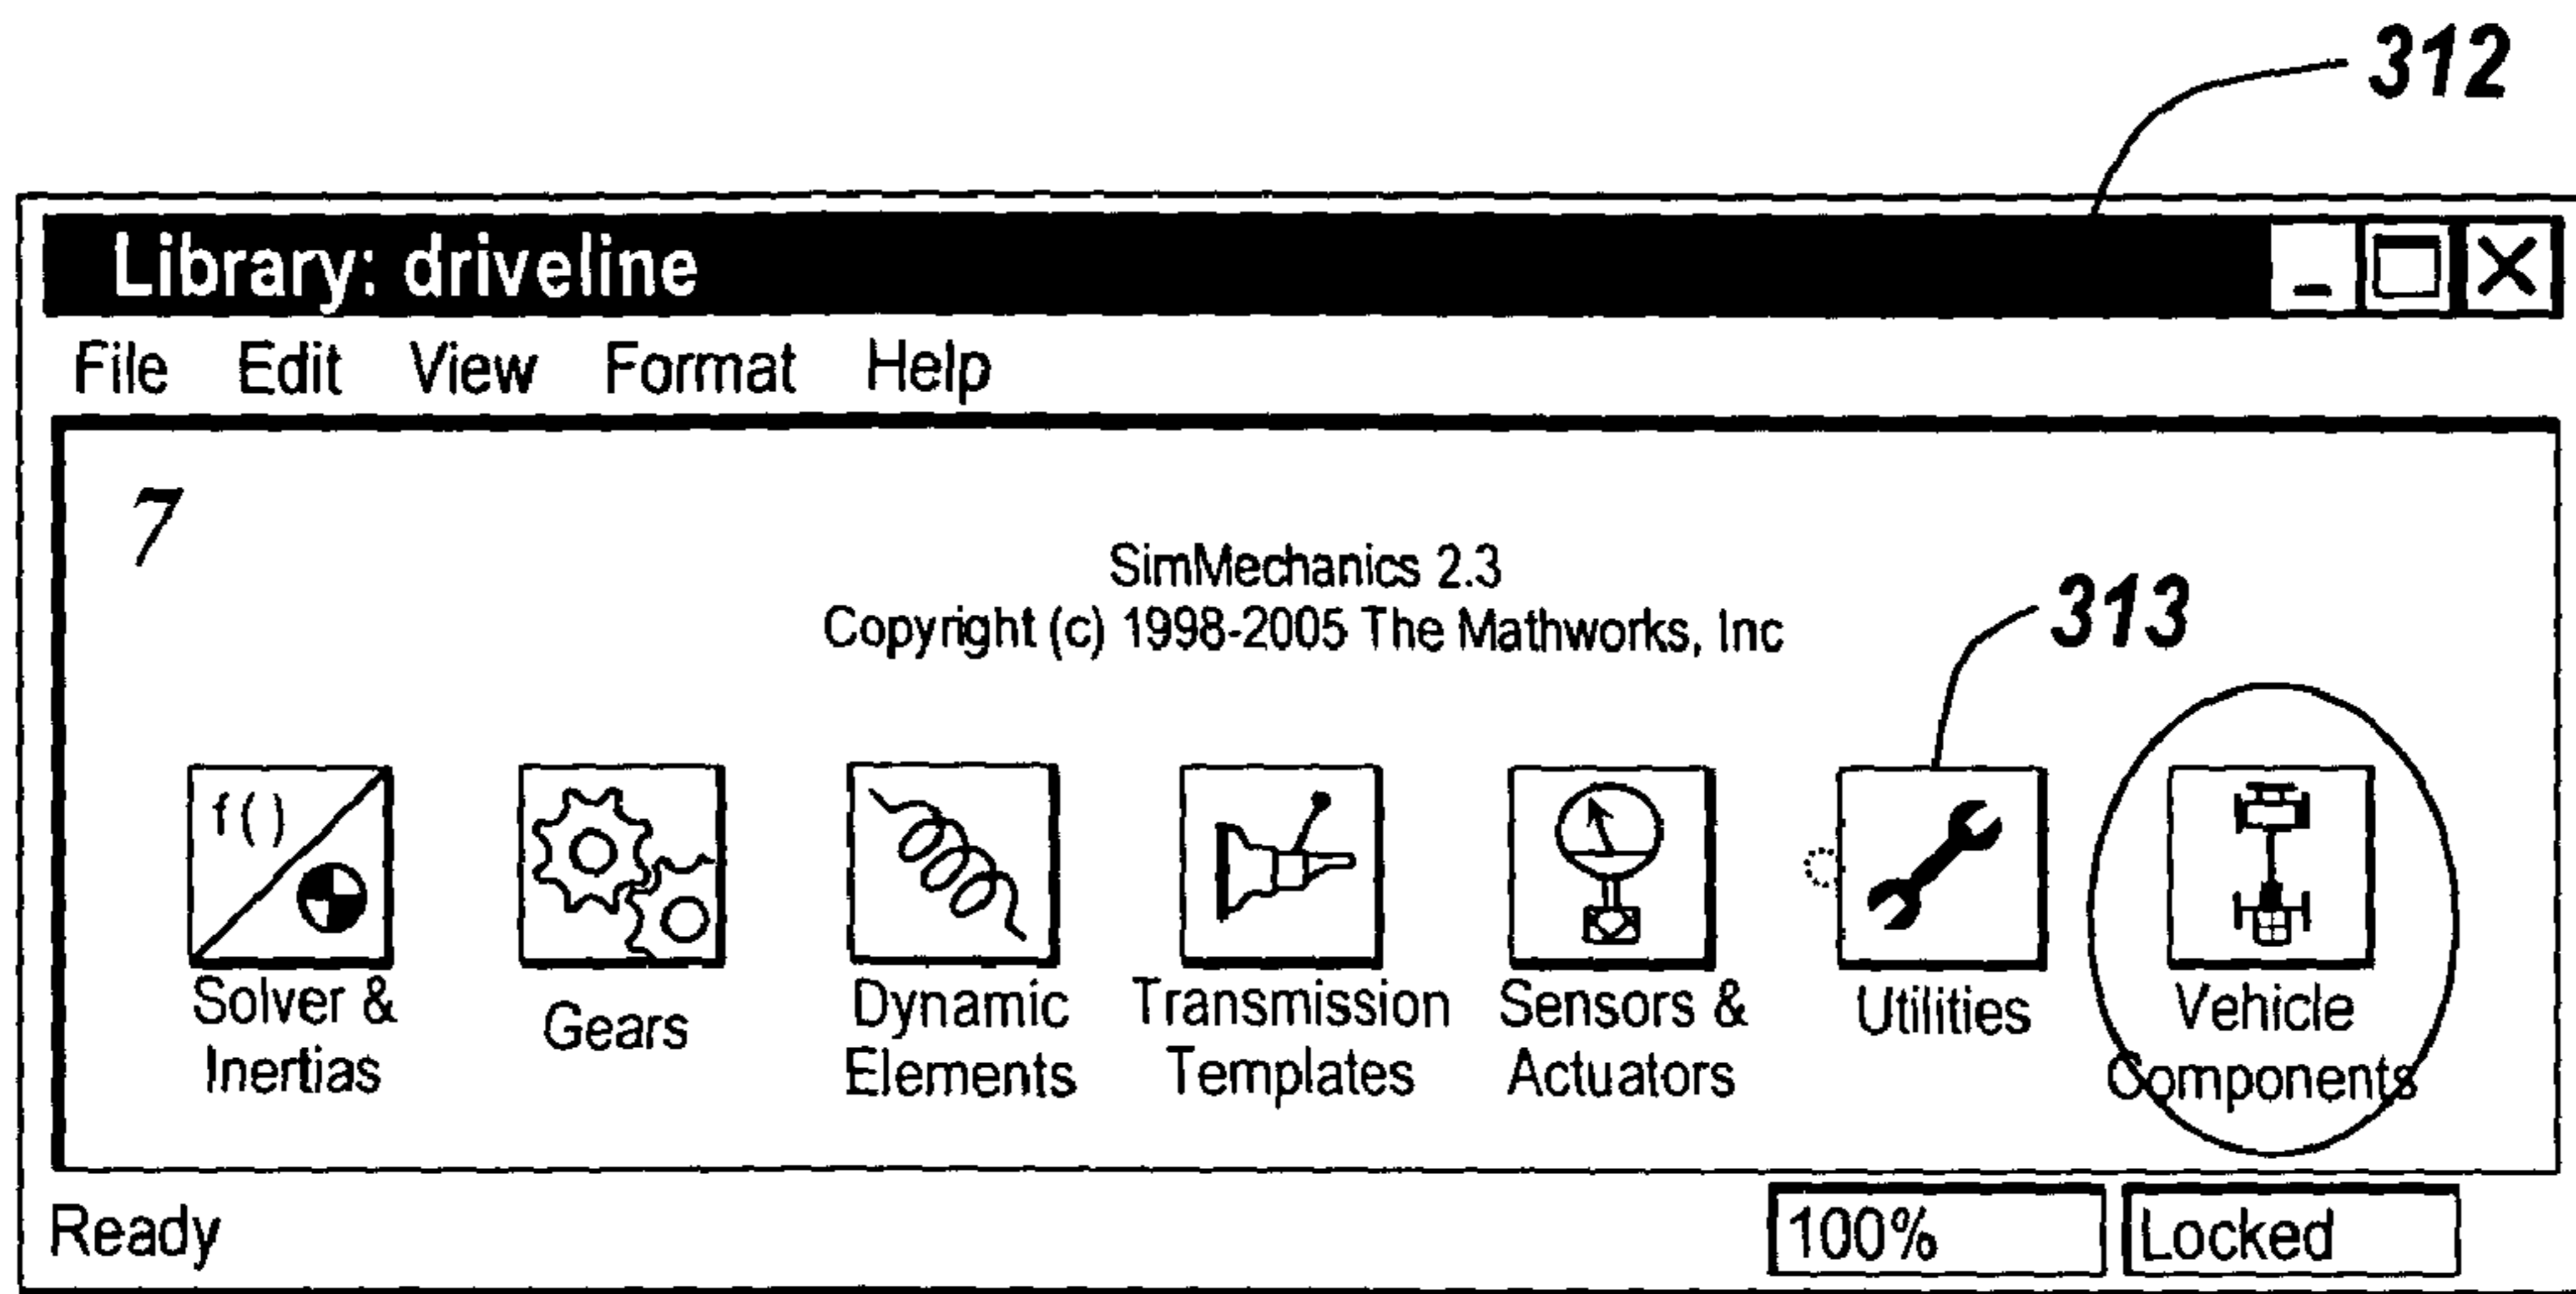 312
Library: driveline
File Edit View Format Help
7
SimMechanics 2.3
Copyright (c) 1998-2005 The Mathworks, Inc
313
f ( )
Solver &
Inertias
Gears
Dynamic
Elements
Transmission
Templates
Sensors &
Actuators
Utilities
Vehicle
Components
Ready 100% Locked